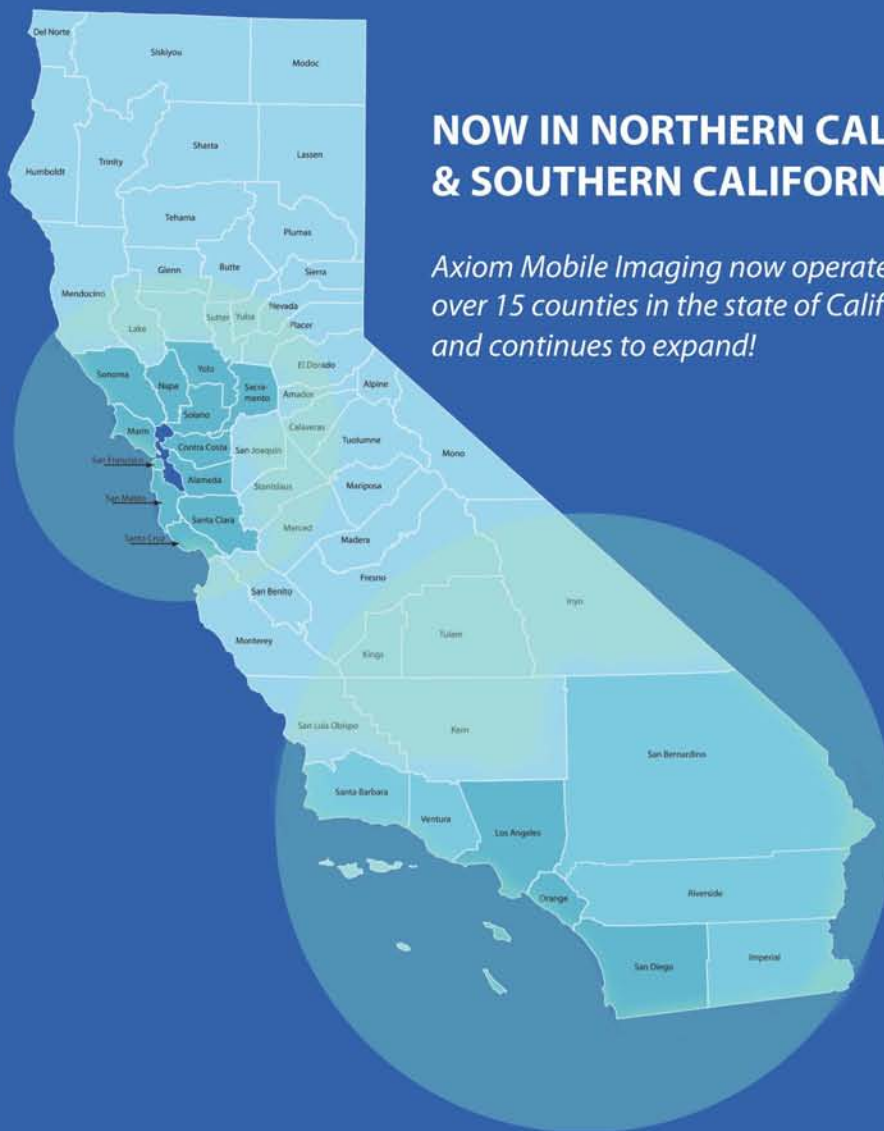 Del Norte
Siskiyou
Modoc
NOW IN NORTHERN CAL
& SOUTHERN CALIFORN
Humboldt
Trinity
Shasta
Lassen
Tehama
Plumas
Axiom Mobile Imaging now operate
over 15 counties in the state of Calif
and continues to expand!
Mendocino
Glenn
Butte
Sierra
Lake
Sutter
Yuba
Nevada
Placer
Sonoma
Napa
Yolo
Sacra-
mento
El Dorado
Alpine
Amador
Marin
Solano
Calaveras
Tuolumne
Mono
San Francisco
Contra Costa
San Joaquin
Alameda
Stanislaus
Mariposa
San Mateo
Santa Clara
Merced
Santa Cruz
Madera
Fresno
San Benito
Inyo
Monterey
Kings
Tulare
San Luis Obispo
Kern
San Bernardino
Santa Barbara
Ventura
Los Angeles
Orange
Riverside
San Diego
Imperial